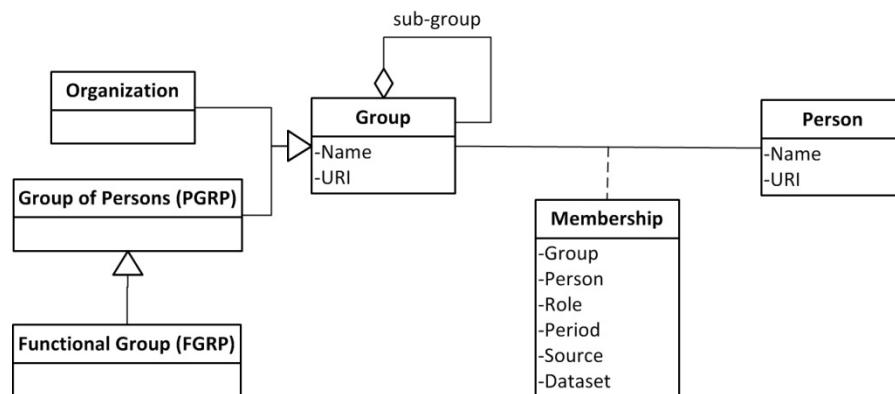 sub-group
Organization
Group
-Name
-URI
Person
-Name
-URI
Group of Persons (PGRP)
Membership
-Group
-Person
-Role
-Period
-Source
-Dataset
Functional Group (FGRP)